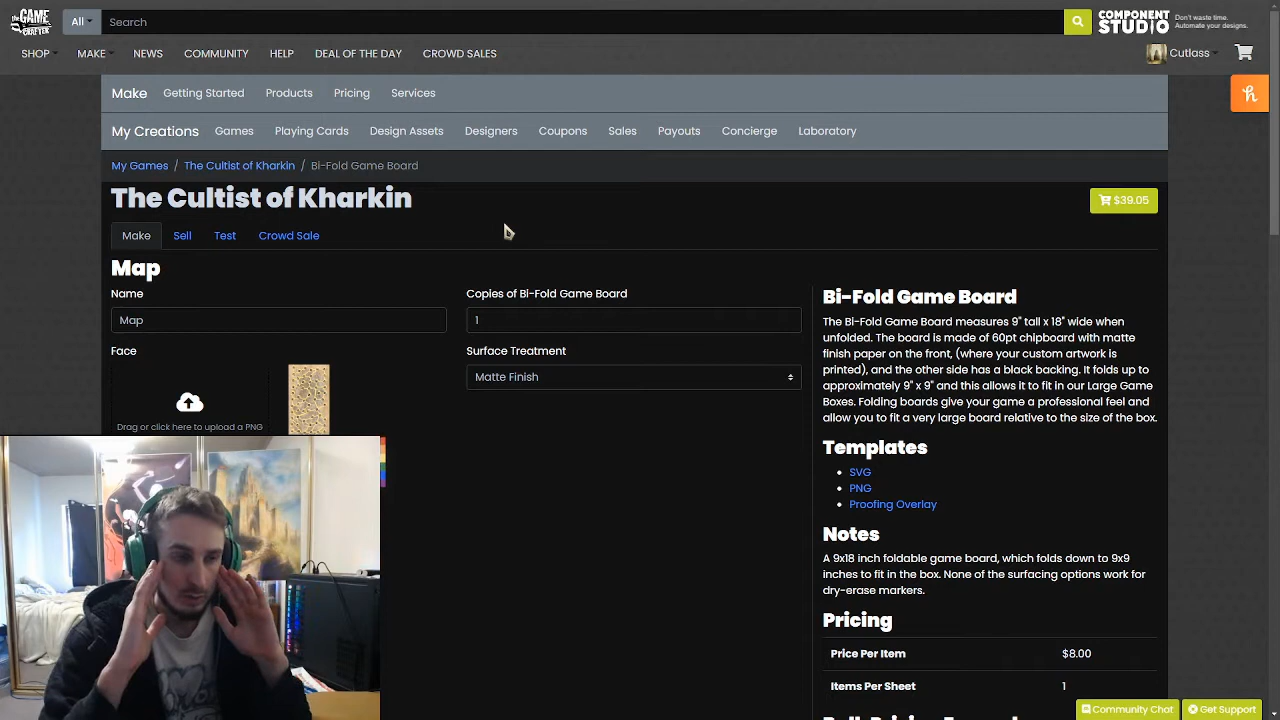 the GAME CRAFTER
All
Search
COMPONENT STUDIO
Don't waste time.
Automate your designs.
SHOP
MAKE
NEWS
COMMUNITY
HELP
DEAL OF THE DAY
CROWD SALES
Cutlass
Make
Getting Started
Products
Pricing
Services
My Creations
Games
Playing Cards
Design Assets
Designers
Coupons
Sales
Payouts
Concierge
Laboratory
My Games / The Cultist of Kharkin / Bi-Fold Game Board
The Cultist of Kharkin
$39.05
Make
Sell
Test
Crowd Sale
Map
Name
Map
Face
Drag or click here to upload a PNG
Copies of Bi-Fold Game Board
1
Surface Treatment
Matte Finish
Bi-Fold Game Board
The Bi-Fold Game Board measures 9" tall x 18" wide when
unfolded. The board is made of 60pt chipboard with matte
finish paper on the front, (where your custom artwork is
printed), and the other side has a black backing. It folds up to
approximately 9" x 9" and this allows it to fit in our Large Game
Boxes. Folding boards give your game a professional feel and
allow you to fit a very large board relative to the size of the box.
Templates
SVG
PNG
Proofing Overlay
Notes
A 9x18 inch foldable game board, which folds down to 9x9
inches to fit in the box. None of the surfacing options work for
dry-erase markers.
Pricing
Price Per Item $8.00
Items Per Sheet 1
Community Chat
Get Support